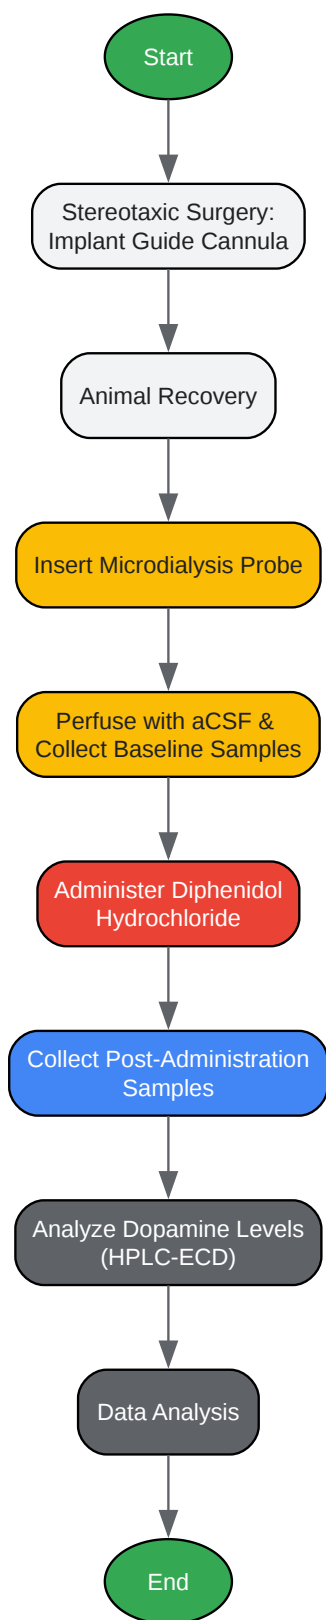 Start
Stereotaxic Surgery:
Implant Guide Cannula
Animal Recovery
Insert Microdialysis Probe
Perfuse with aCSF &
Collect Baseline Samples
Administer Diphenidol
Hydrochloride
Collect Post-Administration
Samples
Analyze Dopamine Levels
(HPLC-ECD)
Data Analysis
End